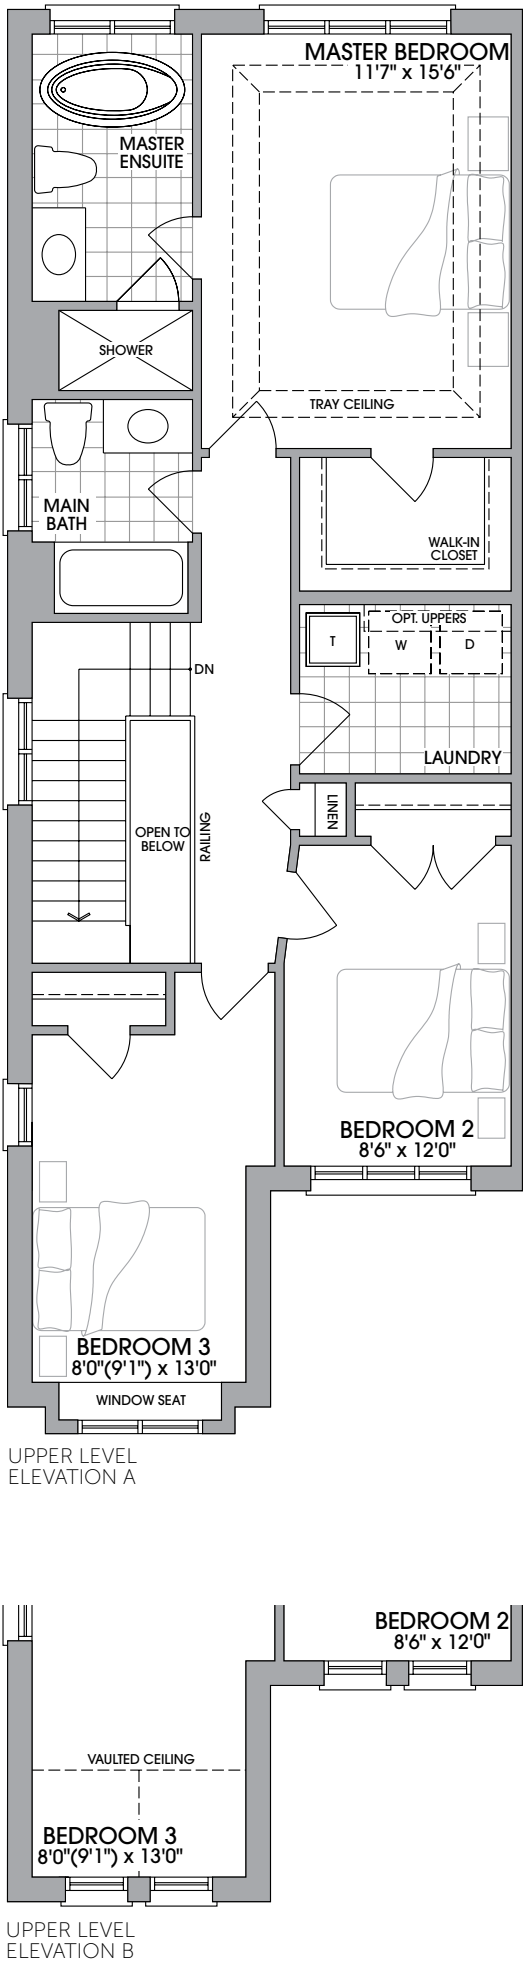 MASTER BEDROOM
11'7" x 15'6"
MASTER
ENSUITE
SHOWER
TRAY CEILING
MAIN
BATH
WALK-IN
CLOSET
OPT. UPPERS
T
W
D
DN
LAUNDRY
LINEN
OPEN TO
BELOW
RAILING
BEDROOM 2
8'6" x 12'0"
BEDROOM 3
8'0"(9'1") x 13'0"
WINDOW SEAT
UPPER LEVEL
ELEVATION A
BEDROOM 2
8'6" x 12'0"
VAULTED CEILING
BEDROOM 3
8'0"(9'1") x 13'0"
UPPER LEVEL
ELEVATION B